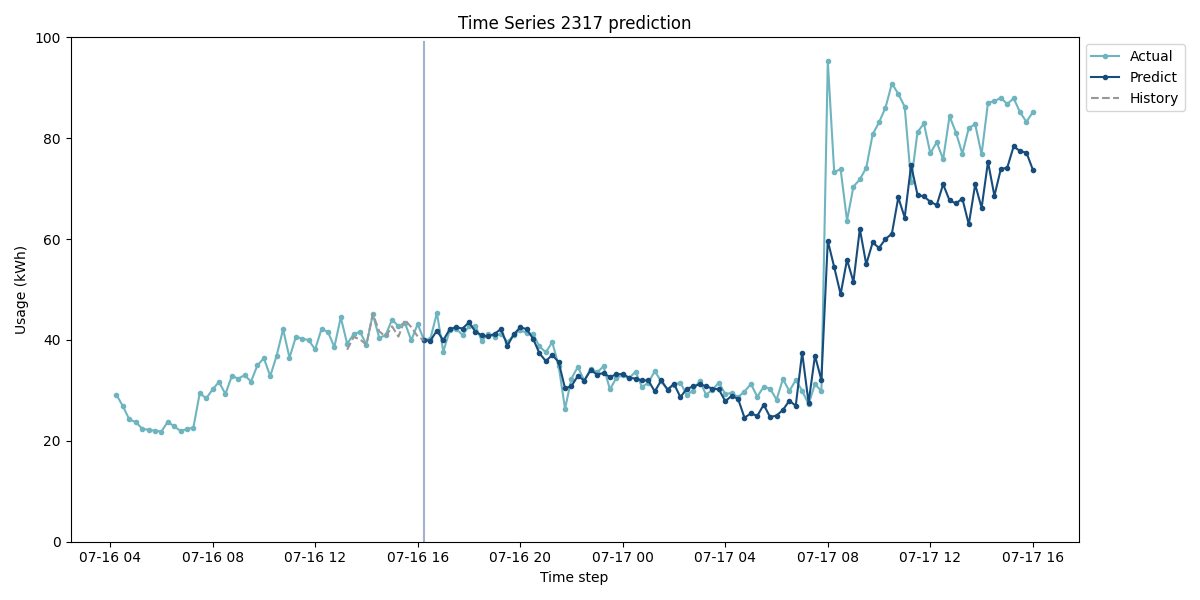 Time Series 2317 prediction
Usage (kWh)
100
80
60
40
20
0
07-16 04 07-16 08 07-16 12 07-16 16 07-16 20 07-17 00 07-17 04 07-17 08 07-17 12 07-17 16
Time step
Actual
Predict
History